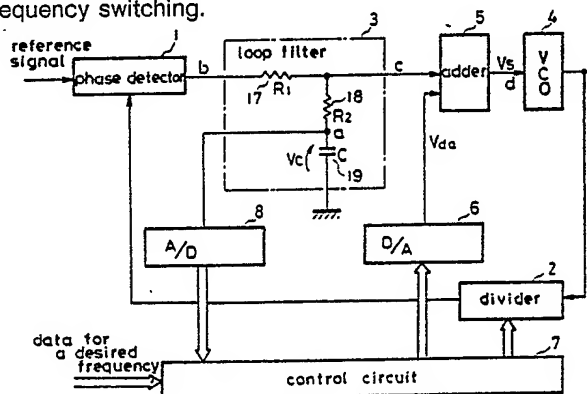 equency switching.
reference
signal
1
phase detector
b
loop filter
3
17
R1
18
R2
a
Vc
C
19
c
5
adder
Vs
d
4
VCO
Vda
8
A/D
6
D/A
2
divider
data for
a desired
frequency
7
control circuit